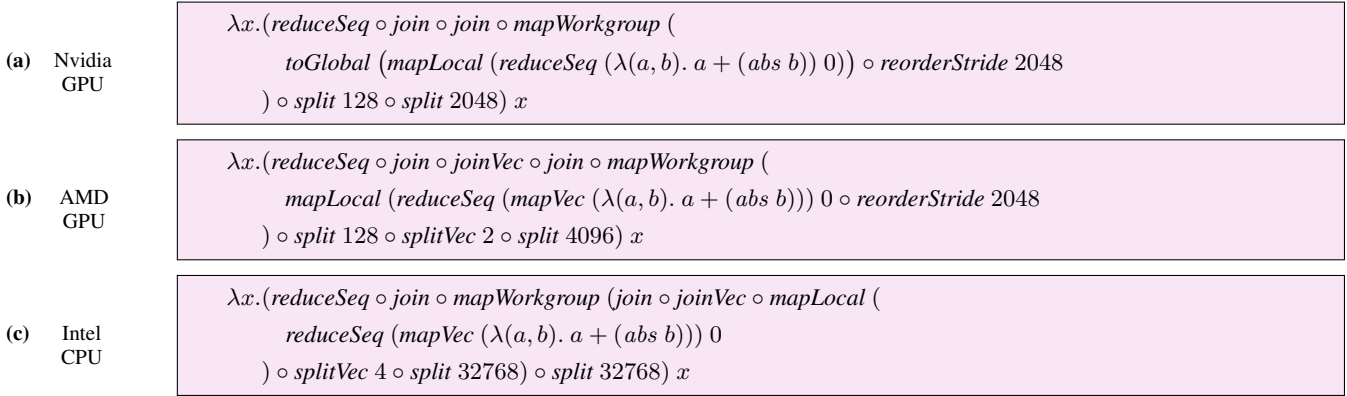 (a) Nvidia GPU
λx.(reduceSeq ∘ join ∘ join ∘ mapWorkgroup (
toGlobal (mapLocal (reduceSeq (λ(a, b). a + (abs b)) 0)) ∘ reorderStride 2048
) ∘ split 128 ∘ split 2048) x
(b) AMD GPU
λx.(reduceSeq ∘ join ∘ joinVec ∘ join ∘ mapWorkgroup (
mapLocal (reduceSeq (mapVec (λ(a, b). a + (abs b))) 0 ∘ reorderStride 2048
) ∘ split 128 ∘ splitVec 2 ∘ split 4096) x
(c) Intel CPU
λx.(reduceSeq ∘ join ∘ mapWorkgroup (join ∘ joinVec ∘ mapLocal (
reduceSeq (mapVec (λ(a, b). a + (abs b))) 0
) ∘ splitVec 4 ∘ split 32768) ∘ split 32768) x